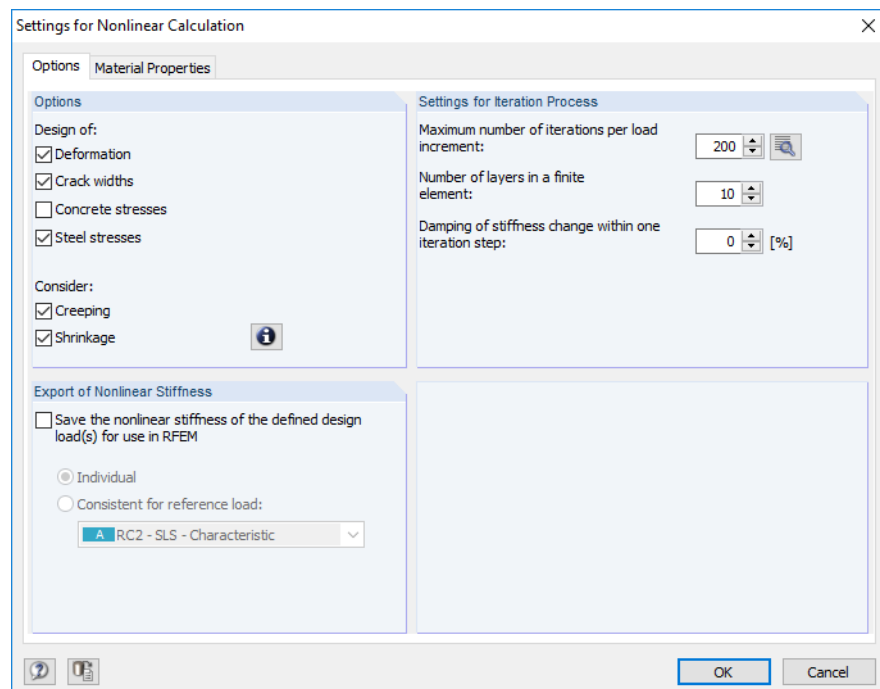 Settings for Nonlinear Calculation
Options
Material Properties
Options
Design of:
Deformation
Crack widths
Concrete stresses
Steel stresses
Consider:
Creeping
Shrinkage
Settings for Iteration Process
Maximum number of iterations per load
increment:
200
Number of layers in a finite
element:
10
Damping of stiffness change within one
iteration step:
0 [%]
Export of Nonlinear Stiffness
Save the nonlinear stiffness of the defined design
load(s) for use in RFEM
Individual
Consistent for reference load:
A RC2 - SLS - Characteristic
OK
Cancel